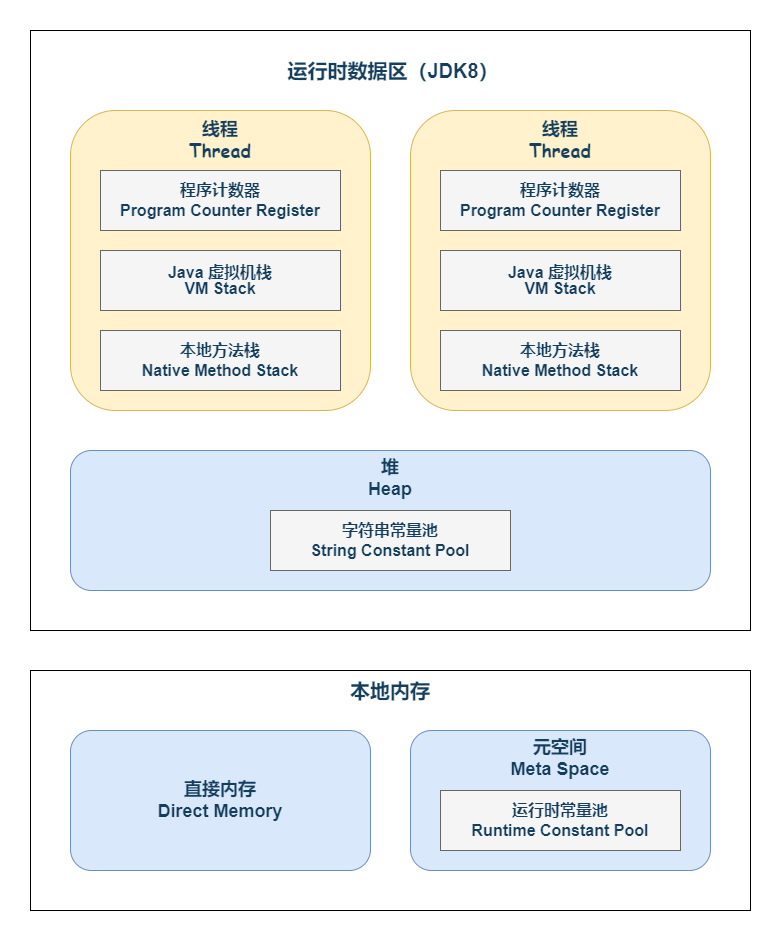 运行时数据区（JDK8）
线程
Thread
程序计数器
Program Counter Register
Java 虚拟机栈
VM Stack
本地方法栈
Native Method Stack
线程
Thread
程序计数器
Program Counter Register
Java 虚拟机栈
VM Stack
本地方法栈
Native Method Stack
堆
Heap
字符串常量池
String Constant Pool
本地内存
直接内存
Direct Memory
元空间
Meta Space
运行时常量池
Runtime Constant Pool